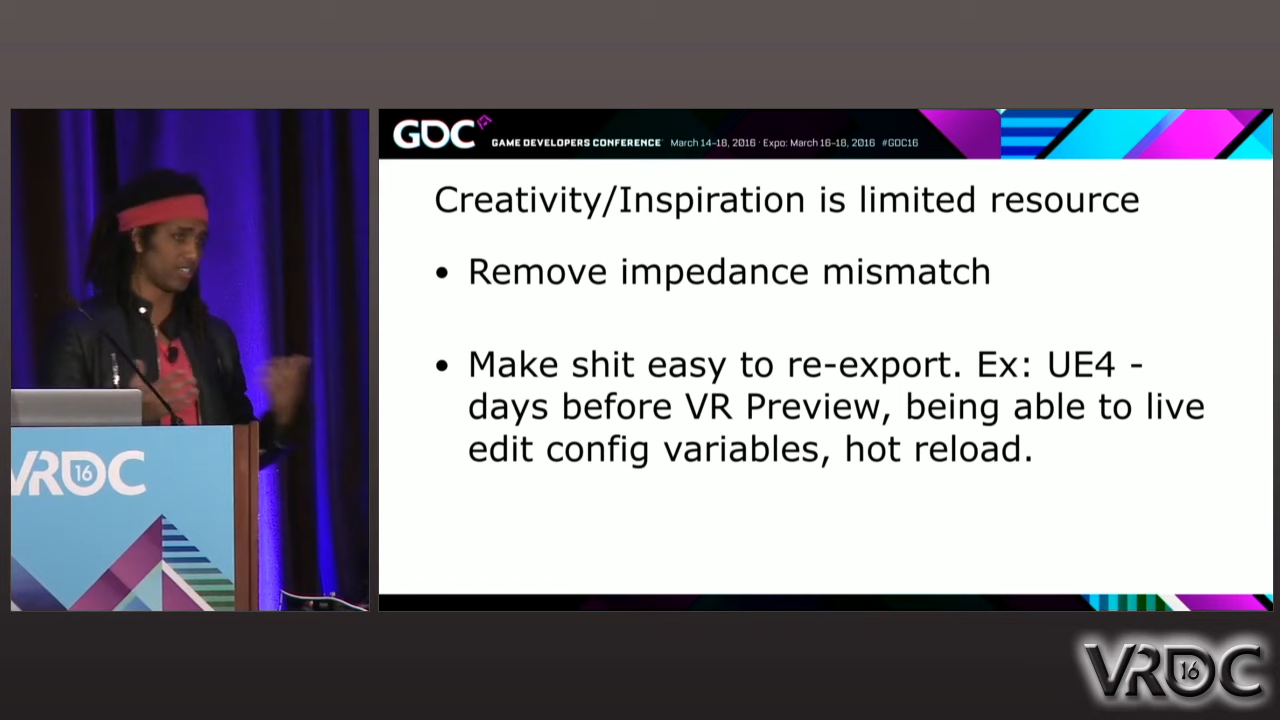 GDC
GAME DEVELOPERS CONFERENCE March 14–18, 2016 · Expo: March 16–18, 2016 #GDC16
Creativity/Inspiration is limited resource
• Remove impedance mismatch
• Make shit easy to re-export. Ex: UE4 -
days before VR Preview, being able to live
edit config variables, hot reload.
VRDC 16
VRDC 16